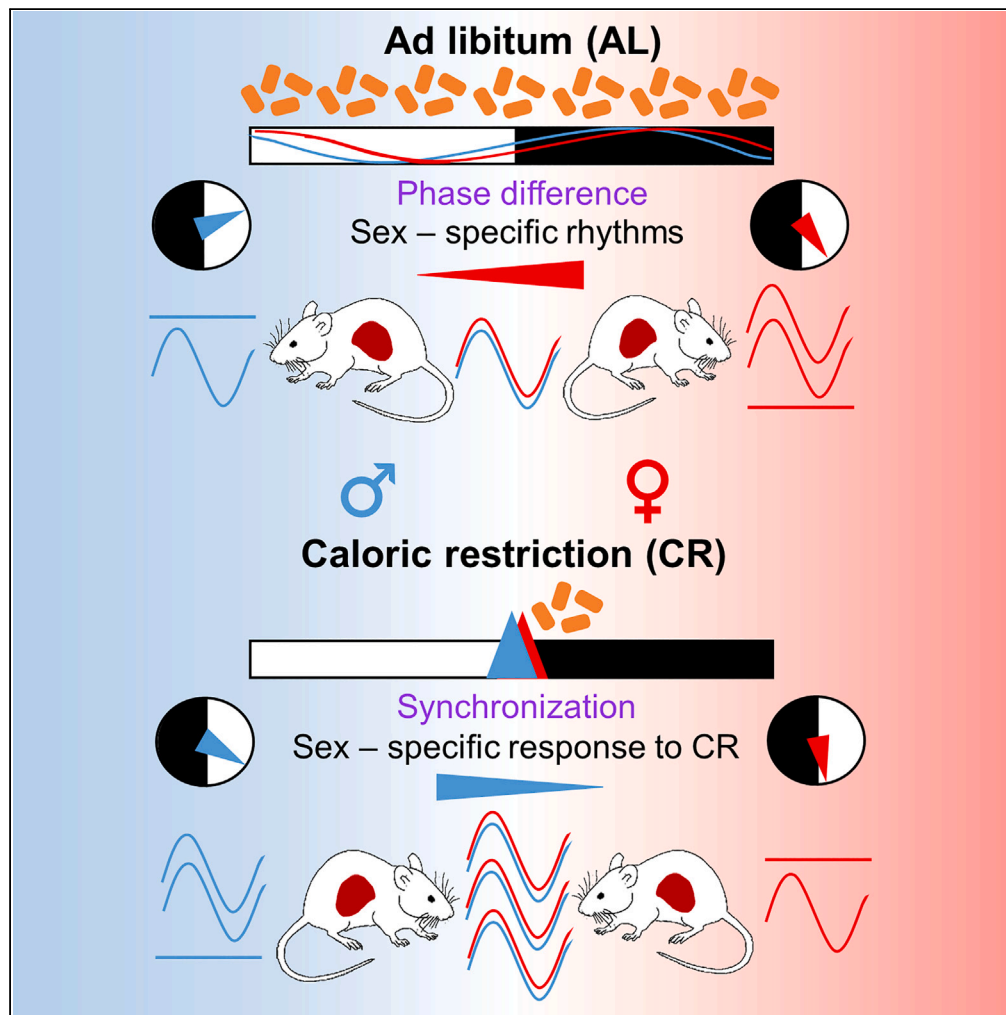 Ad libitum (AL)
Phase difference
Sex – specific rhythms
Caloric restriction (CR)
Synchronization
Sex – specific response to CR